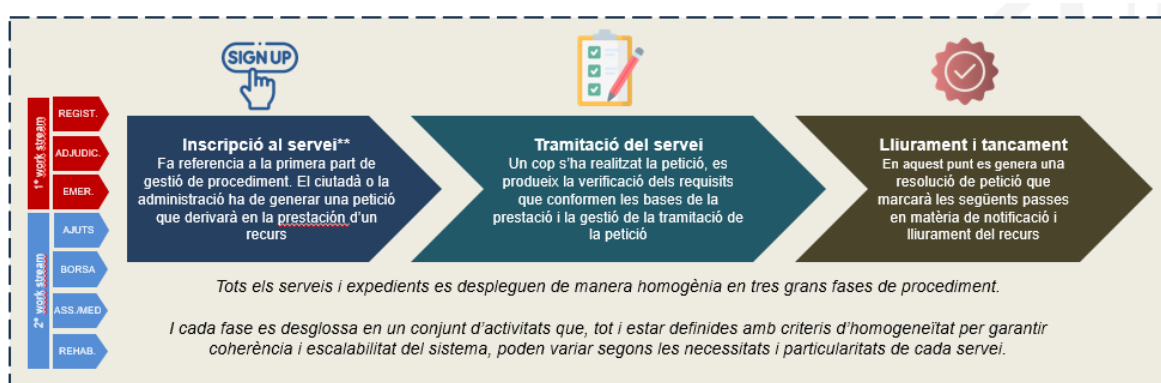 SIGN UP
1º work stream
REGIST.
ADJUDIC.
EMER.
2º work stream
AJUTS
BORSA
ASS./MED
REHAB.
Inscripció al servei**
Fa referencia a la primera part de
gestió de procediment. El ciutadà o la
administració ha de generar una petició
que derivarà en la prestación d'un
recurs
Tramitació del servei
Un cop s'ha realitzat la petició, es
produeix la verificació dels requisits
que conformen les bases de la
prestació i la gestió de la tramitació de
la petició
Lliurament i tancament
En aquest punt es genera una
resolució de petició que
marcarà les següents passes
en matèria de notificació i
lliurament del recurs
Tots els serveis i expedients es despleguen de manera homogènia en tres grans fases de procediment.
I cada fase es desglossa en un conjunt d'activitats que, tot i estar definides amb criteris d'homogeneïtat per garantir
coherència i escalabilitat del sistema, poden variar segons les necessitats i particularitats de cada servei.